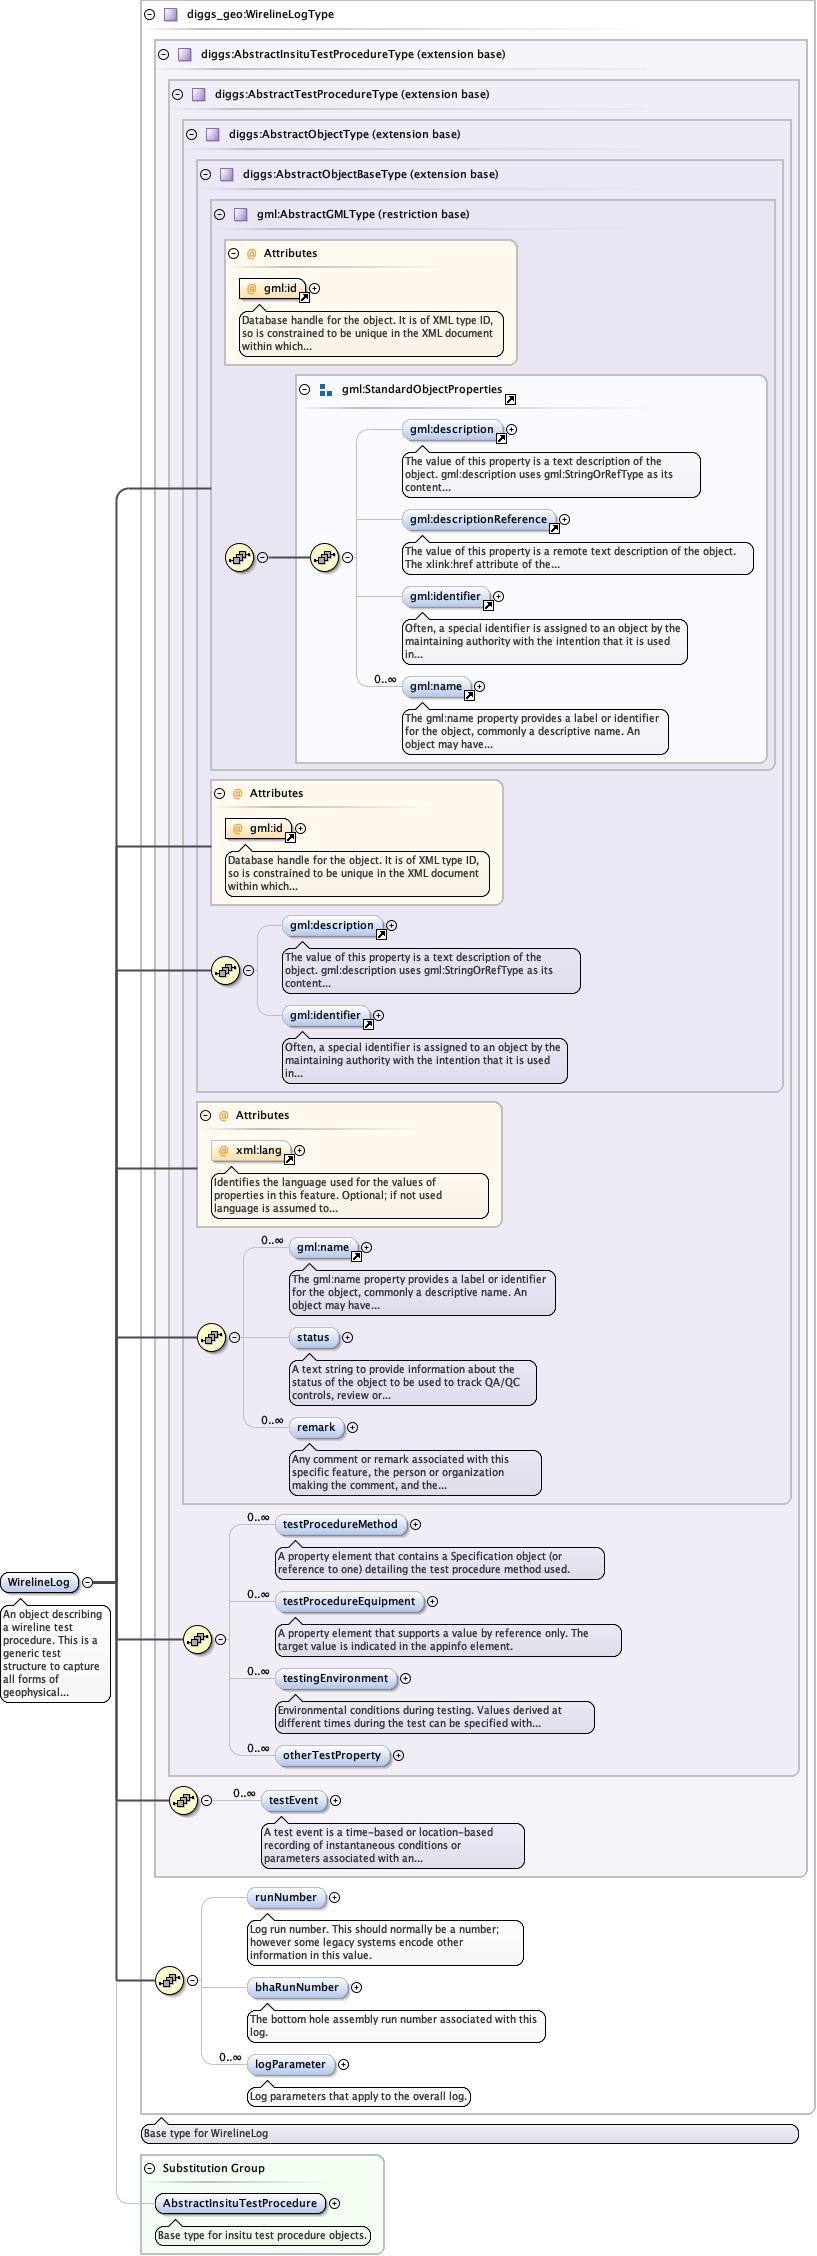 diggs_geo:WirelineLogType
diggs:AbstractInsituTestProcedureType (extension base)
diggs:AbstractTestProcedureType (extension base)
diggs:AbstractObjectType (extension base)
diggs:AbstractObjectBaseType (extension base)
gml:AbstractGMLType (restriction base)
@ Attributes
@ gml:id
Database handle for the object. It is of XML type ID,
so is constrained to be unique in the XML document
within which...
gml:StandardObjectProperties
gml:description
The value of this property is a text description of the
object. gml:description uses gml:StringOrRefType as its
content...
gml:descriptionReference
The value of this property is a remote text description of the object.
The xlink:href attribute of the...
gml:identifier
Often, a special identifier is assigned to an object by the
maintaining authority with the intention that it is used
in...
0..∞
gml:name
The gml:name property provides a label or identifier
for the object, commonly a descriptive name. An
object may have...
@ Attributes
@ gml:id
Database handle for the object. It is of XML type ID,
so is constrained to be unique in the XML document
within which...
gml:description
The value of this property is a text description of the
object. gml:description uses gml:StringOrRefType as its
content...
gml:identifier
Often, a special identifier is assigned to an object by the
maintaining authority with the intention that it is used
in...
@ Attributes
@ xml:lang
Identifies the language used for the values of
properties in this feature. Optional; if not used
language is assumed to...
0..∞
gml:name
The gml:name property provides a label or identifier
for the object, commonly a descriptive name. An
object may have...
status
A text string to provide information about the
status of the object to be used to track QA/QC
controls, review or...
0..∞
remark
Any comment or remark associated with this
specific feature, the person or organization
making the comment, and the...
0..∞
testProcedureMethod
A property element that contains a Specification object (or
reference to one) detailing the test procedure method used.
0..∞
testProcedureEquipment
A property element that supports a value by reference only. The
target value is indicated in the appinfo element.
0..∞
testingEnvironment
Environmental conditions during testing. Values derived at
different times during the test can be specified with...
0..∞
otherTestProperty
WirelineLog
An object describing
a wireline test
procedure. This is a
generic test
structure to capture
all forms of
geophysical...
0..∞
testEvent
A test event is a time-based or location-based
recording of instantaneous conditions or
parameters associated with an...
runNumber
Log run number. This should normally be a number;
however some legacy systems encode other
information in this value.
bhaRunNumber
The bottom hole assembly run number associated with this
log.
0..∞
logParameter
Log parameters that apply to the overall log.
Base type for WirelineLog
Substitution Group
AbstractInsituTestProcedure
Base type for insitu test procedure objects.